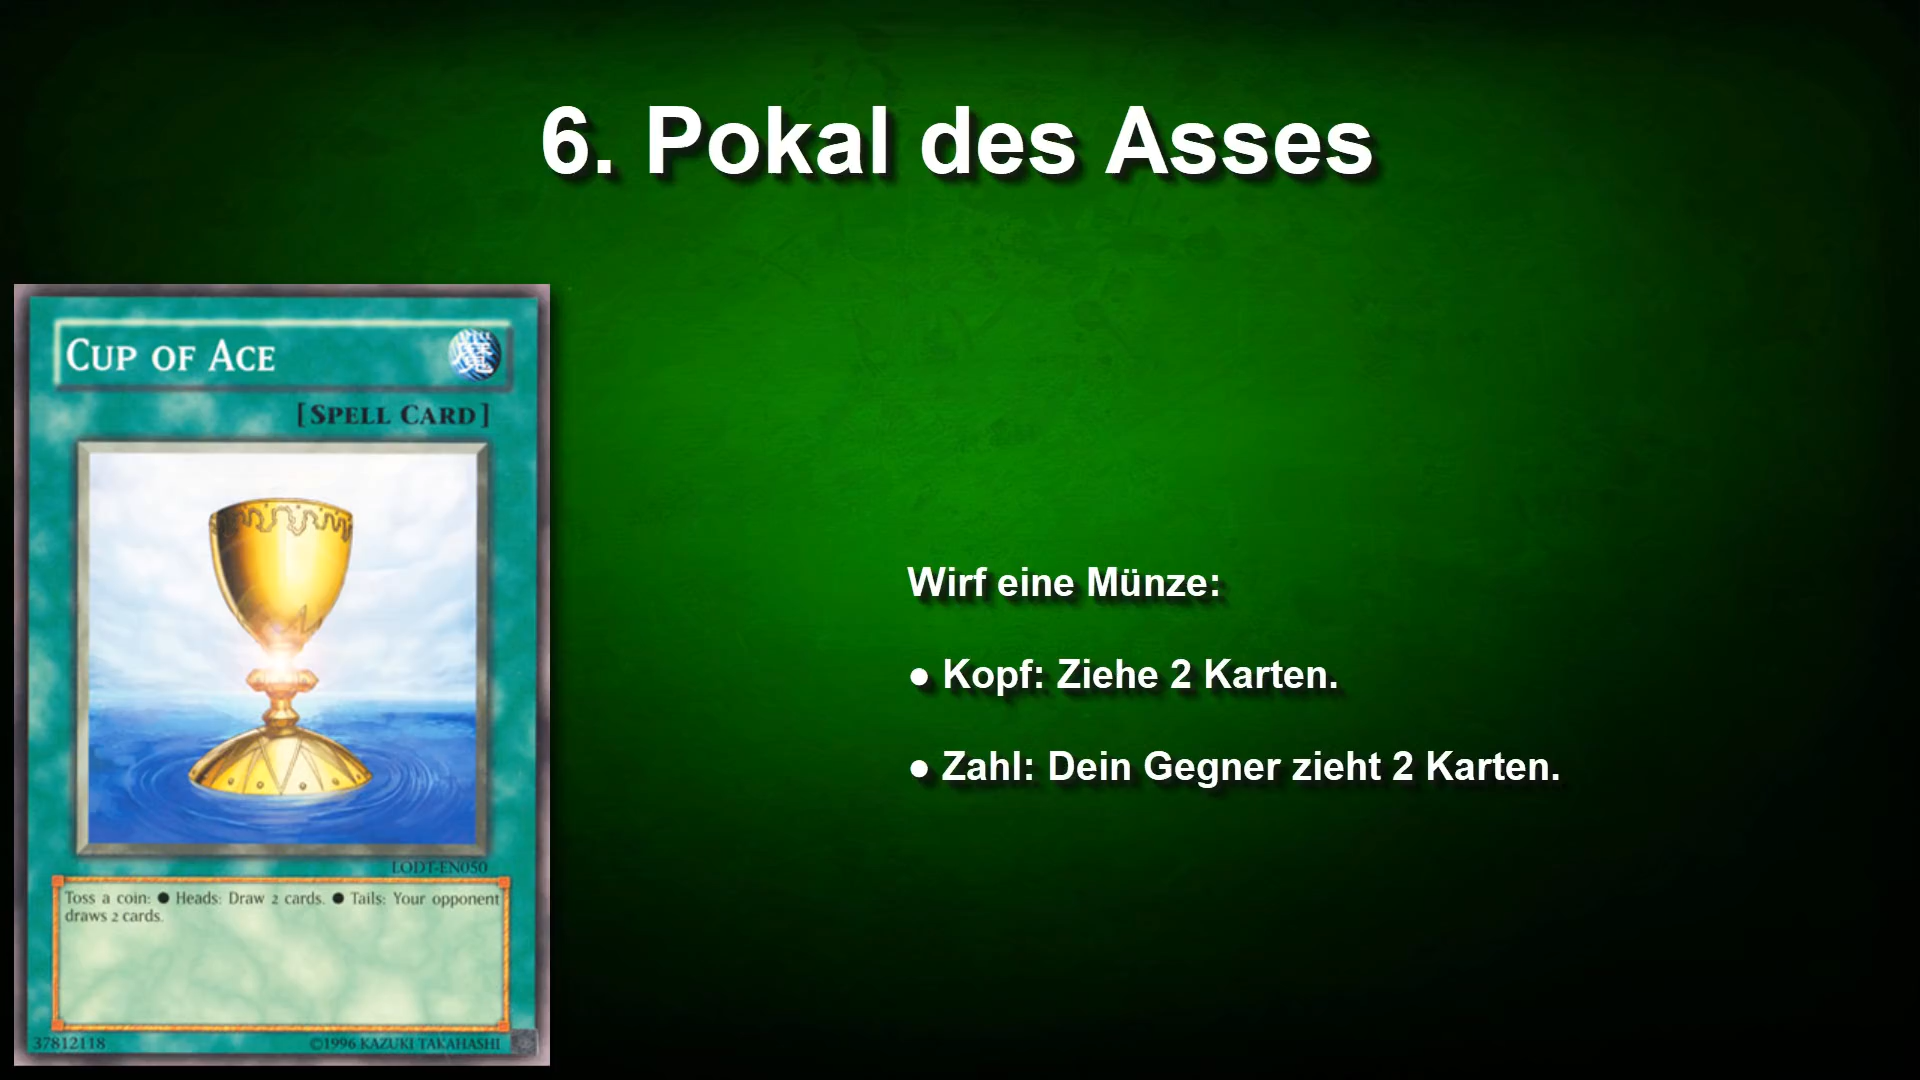 6. Pokal des Asses
CUP OF ACE
魔
[SPELL CARD]
LODT-EN050
Toss a coin: ● Heads: Draw 2 cards. ● Tails: Your opponent
draws 2 cards.
37812118
©1996 KAZUKI TAKAHASHI
Wirf eine Münze:
● Kopf: Ziehe 2 Karten.
● Zahl: Dein Gegner zieht 2 Karten.